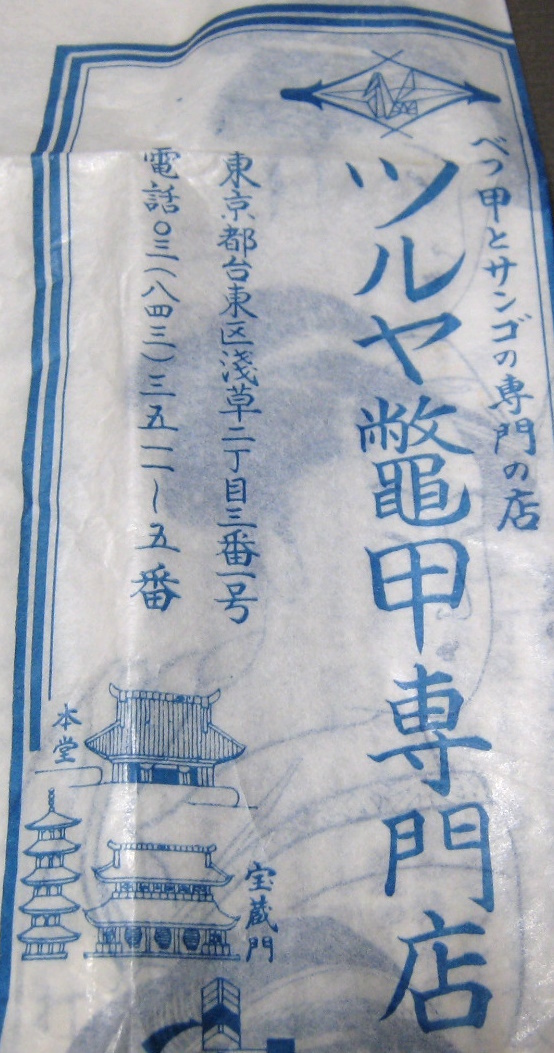 べつ甲とサンゴの専門の店
ツルヤ鼈甲専門店
東京都台東区浅草二丁目三番一号
電話〇三(八四三)三五一一~五番
本堂
宝蔵門